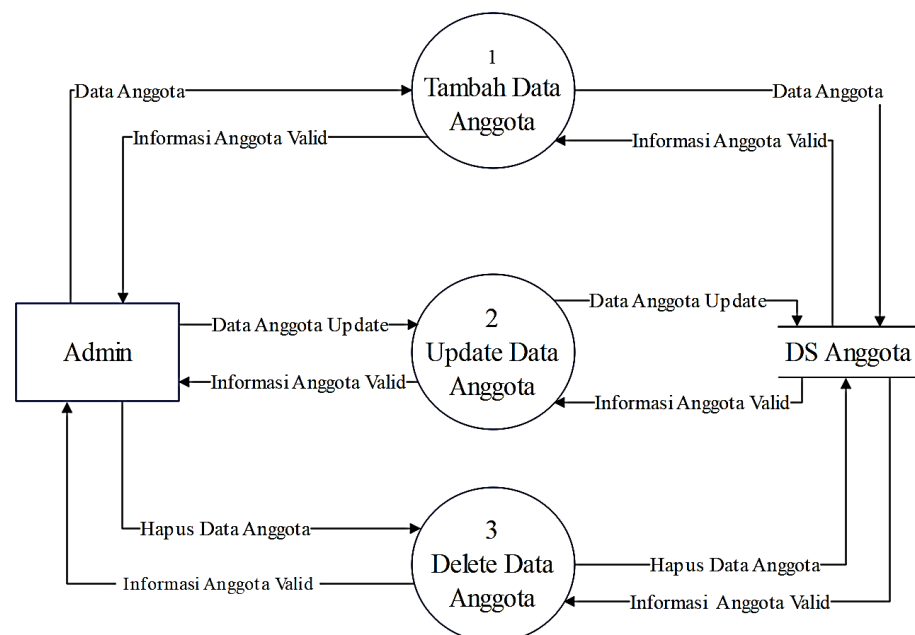 1
Tambah Data
Anggota
Data Anggota
Data Anggota
Informasi Anggota Valid
Informasi Anggota Valid
Admin
Data Anggota Update
Informasi Anggota Valid
2
Update Data
Anggota
Data Anggota Update
Informasi Anggota Valid
DS Anggota
Hapus Data Anggota
Informasi Anggota Valid
3
Delete Data
Anggota
Hapus Data Anggota
Informasi Anggota Valid